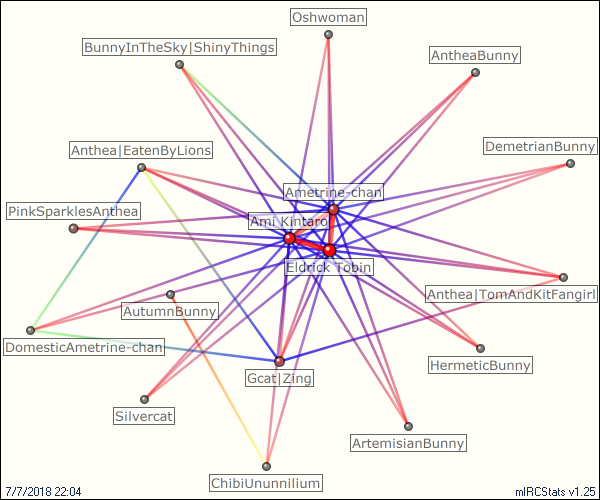 Oshwoman
BunnyInTheSky|ShinyThings
AntheaBunny
DemetrianBunny
Anthea|EatenByLions
Ametrine-chan
PinkSparklesAnthea
Ami Kintaro
Eldrick Tobin
Anthea|TomAndKitFangirl
AutumnBunny
DomesticAmetrine-chan
HermeticBunny
Gcat|Zing
Silvercat
ArtemisianBunny
ChibiUnunnilium
7/7/2018 22:04
mIRCStats v1.25